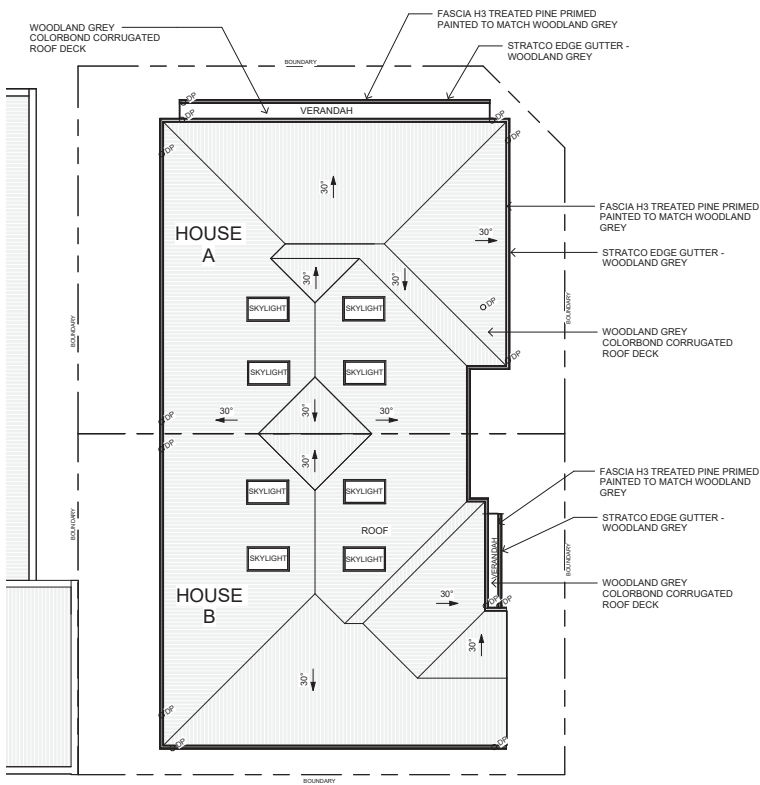 FASCIA H3 TREATED PINE PRIMED
PAINTED TO MATCH WOODLAND GREY
WOODLAND GREY
COLORBOND CORRUGATED
ROOF DECK
STRATCO EDGE GUTTER -
WOODLAND GREY
BOUNDARY
DP
VERANDAH
DP
DP
DP
DP
30°
HOUSE
A
30°
FASCIA H3 TREATED PINE PRIMED
PAINTED TO MATCH WOODLAND
GREY
STRATCO EDGE GUTTER -
WOODLAND GREY
30°
30°
SKYLIGHT
SKYLIGHT
DP
BOUNDARY
BOUNDARY
WOODLAND GREY
COLORBOND CORRUGATED
ROOF DECK
DP
SKYLIGHT
SKYLIGHT
30°
30°
30°
DP
DP
30°
FASCIA H3 TREATED PINE PRIMED
PAINTED TO MATCH WOODLAND
GREY
SKYLIGHT
SKYLIGHT
BOUNDARY
STRATCO EDGE GUTTER -
WOODLAND GREY
ROOF
SKYLIGHT
SKYLIGHT
VERANDAH
BOUNDARY
WOODLAND GREY
COLORBOND CORRUGATED
ROOF DECK
HOUSE
B
30°
DP
DP
30°
30°
DP
DP
DP
BOUNDARY